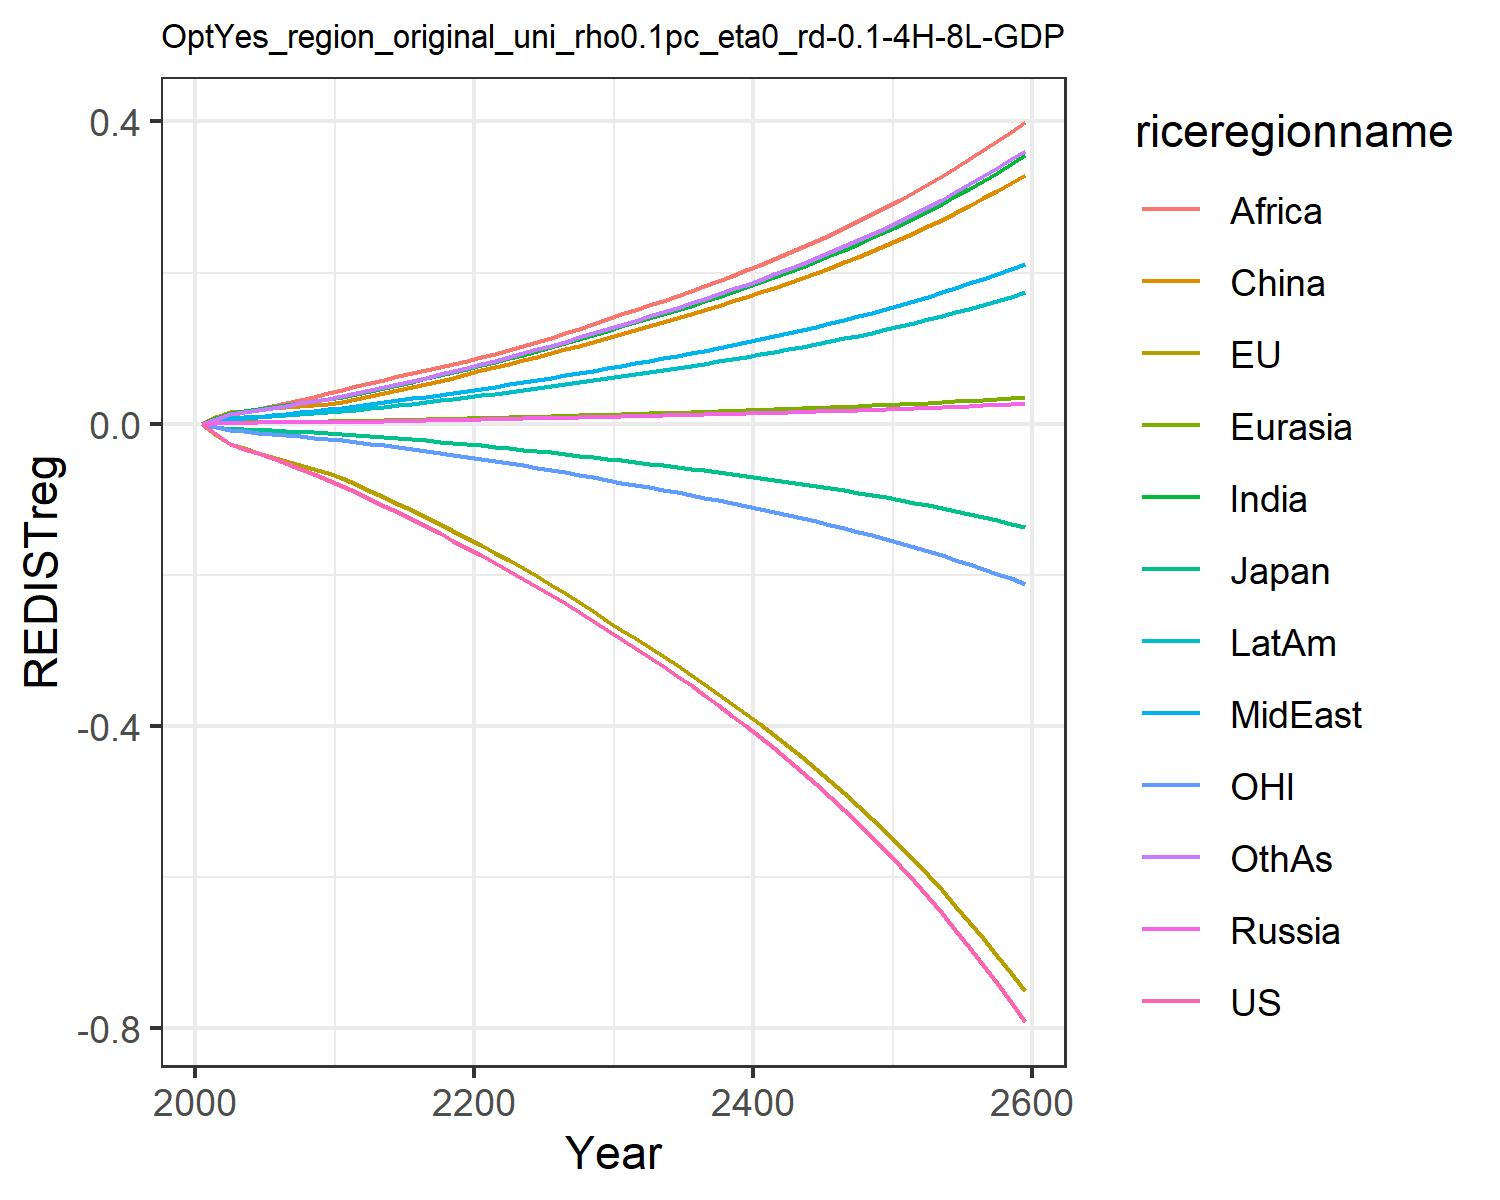 OptYes_region_original_uni_rho0.1pc_eta0_rd-0.1-4H-8L-GDP
0.4
0.0
-0.4
-0.8
REDISTreg
2000 2200 2400 2600
Year
riceregionname
Africa
China
EU
Eurasia
India
Japan
LatAm
MidEast
OHI
OthAs
Russia
US